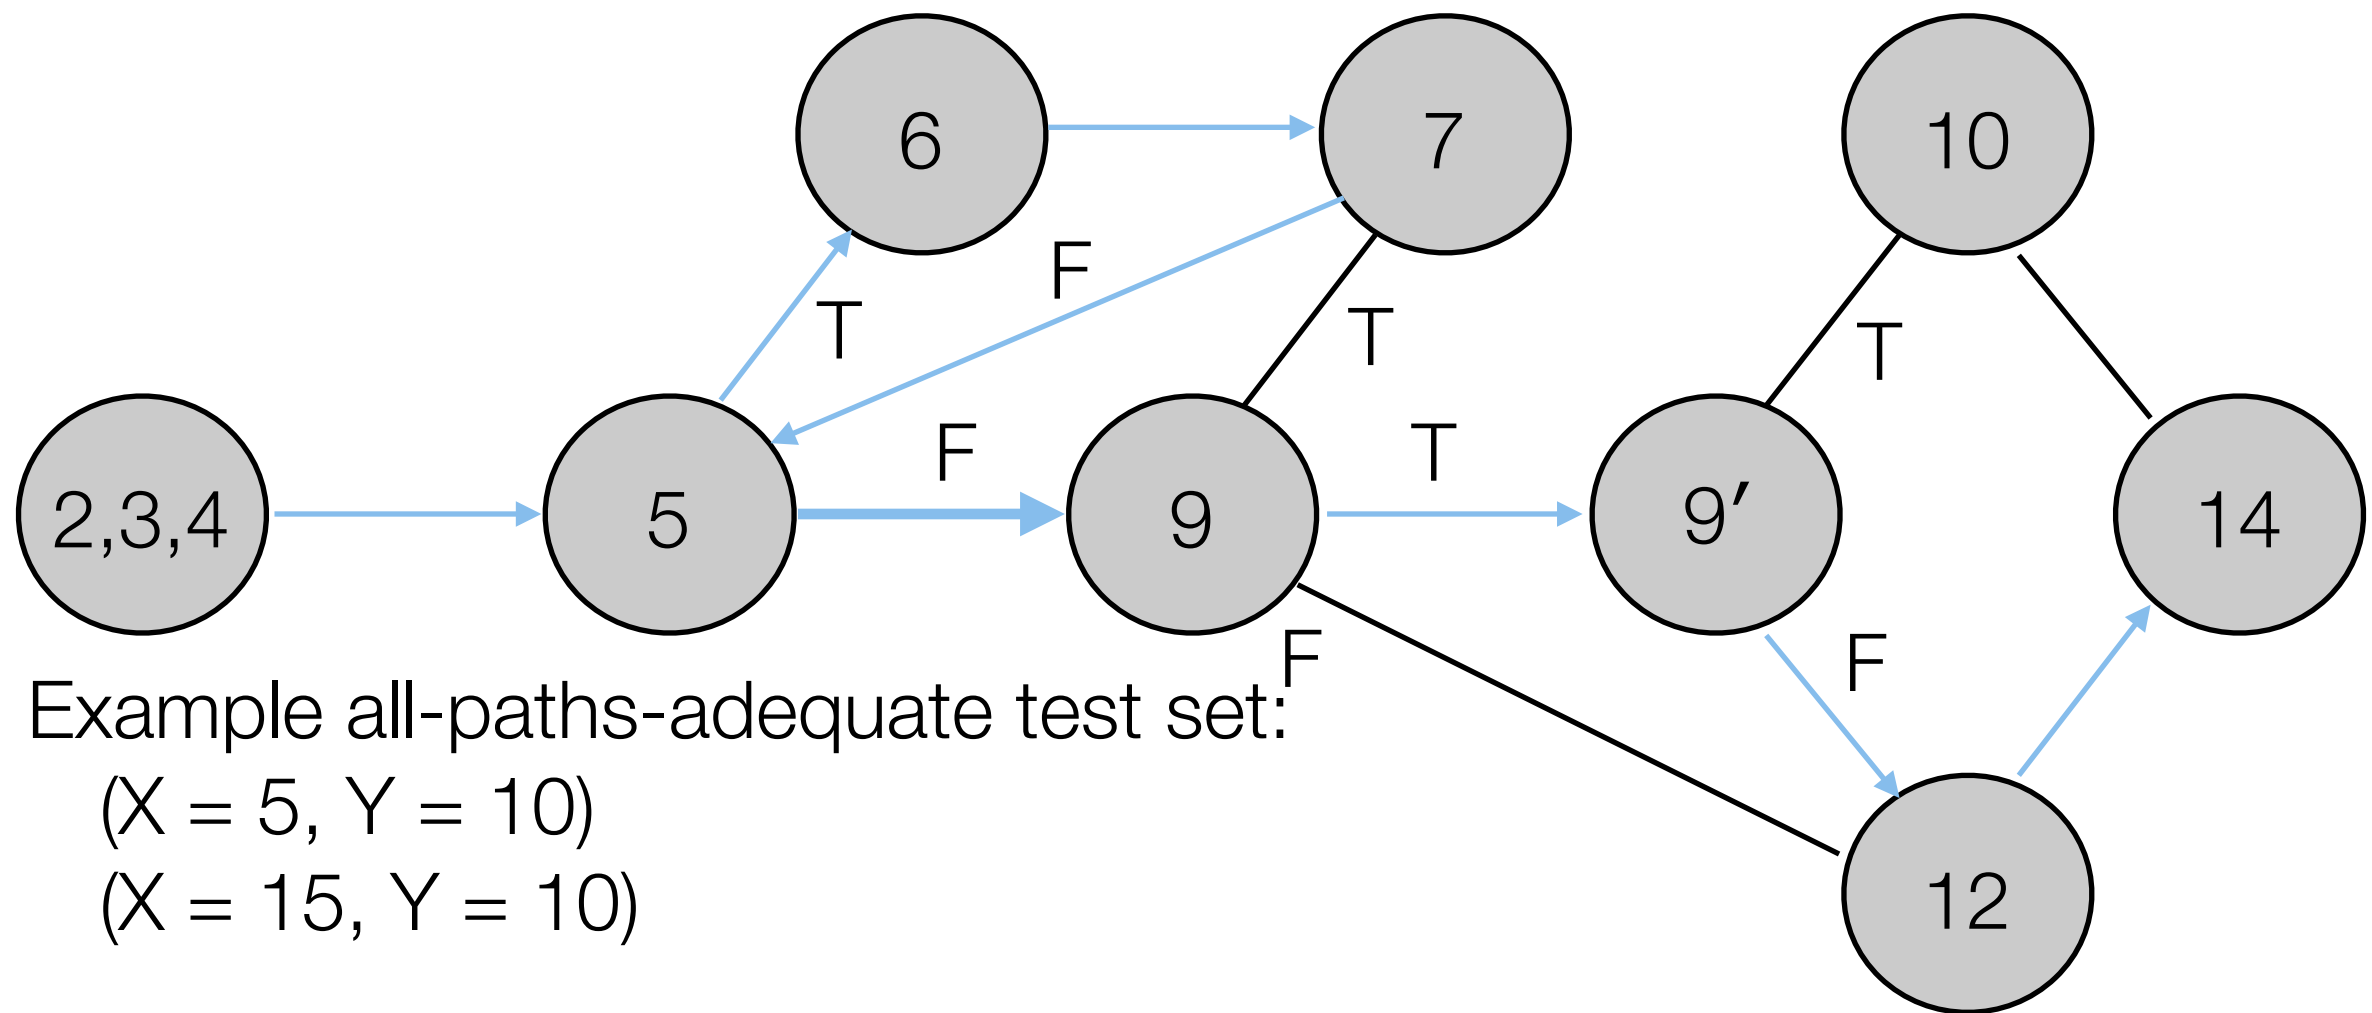 6
7
10
F
T
T
T
F
T
2,3,4
5
9
9′
14
F
F
Example all-paths-adequate test set:
(X = 5, Y = 10)
(X = 15, Y = 10)
12